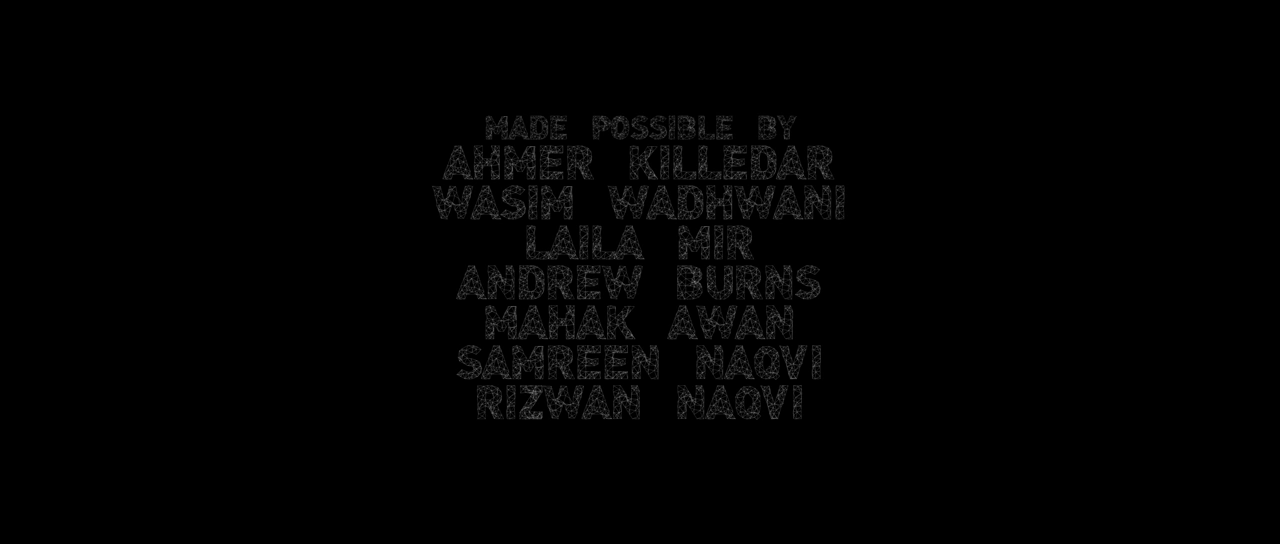 MADE POSSIBLE BY
AHMER KILLEDAR
WASIM WADHWANI
LAILA MIR
ANDREW BURNS
MAHAK AWAN
SAMREEN NAQVI
RIZWAN NAQVI